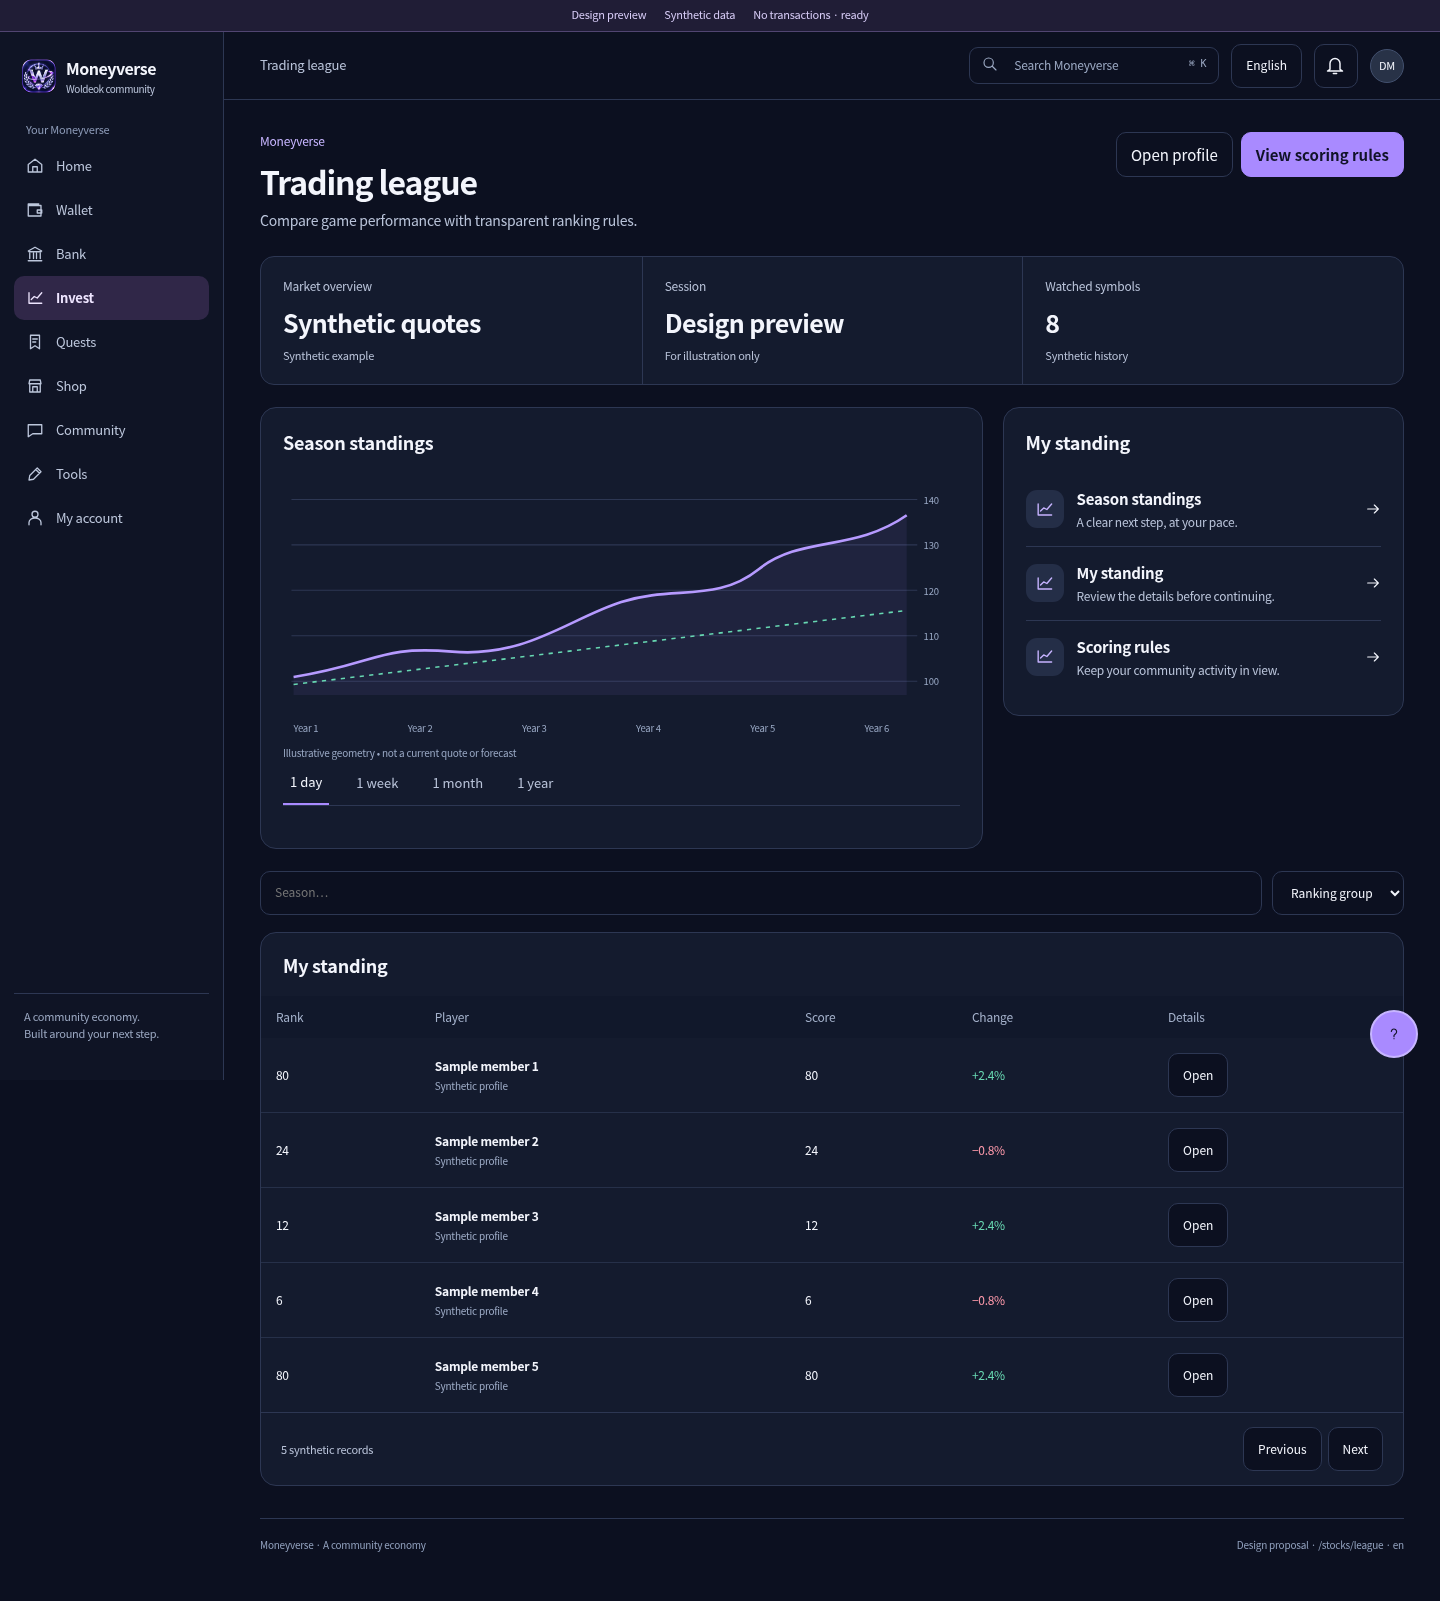 Design preview Synthetic data No transactions · ready
Moneyverse
Woldeok community
Your Moneyverse
Home
Wallet
Bank
Invest
Quests
Shop
Community
Tools
My account
A community economy.
Built around your next step.
Trading league
Search Moneyverse ⌘ K
English
DM
Moneyverse
Trading league
Compare game performance with transparent ranking rules.
Open profile
View scoring rules
Market overview
Synthetic quotes
Synthetic example
Session
Design preview
For illustration only
Watched symbols
8
Synthetic history
Season standings
140
130
120
110
100
Year 1 Year 2 Year 3 Year 4 Year 5 Year 6
Illustrative geometry • not a current quote or forecast
1 day 1 week 1 month 1 year
My standing
Season standings
A clear next step, at your pace.
My standing
Review the details before continuing.
Scoring rules
Keep your community activity in view.
Season…
Ranking group
My standing
Rank Player Score Change Details
80 Sample member 1 80 +2.4% Open
Synthetic profile
24 Sample member 2 24 −0.8% Open
Synthetic profile
12 Sample member 3 12 +2.4% Open
Synthetic profile
6 Sample member 4 6 −0.8% Open
Synthetic profile
80 Sample member 5 80 +2.4% Open
Synthetic profile
?
5 synthetic records
Previous Next
Moneyverse · A community economy
Design proposal · /stocks/league · en